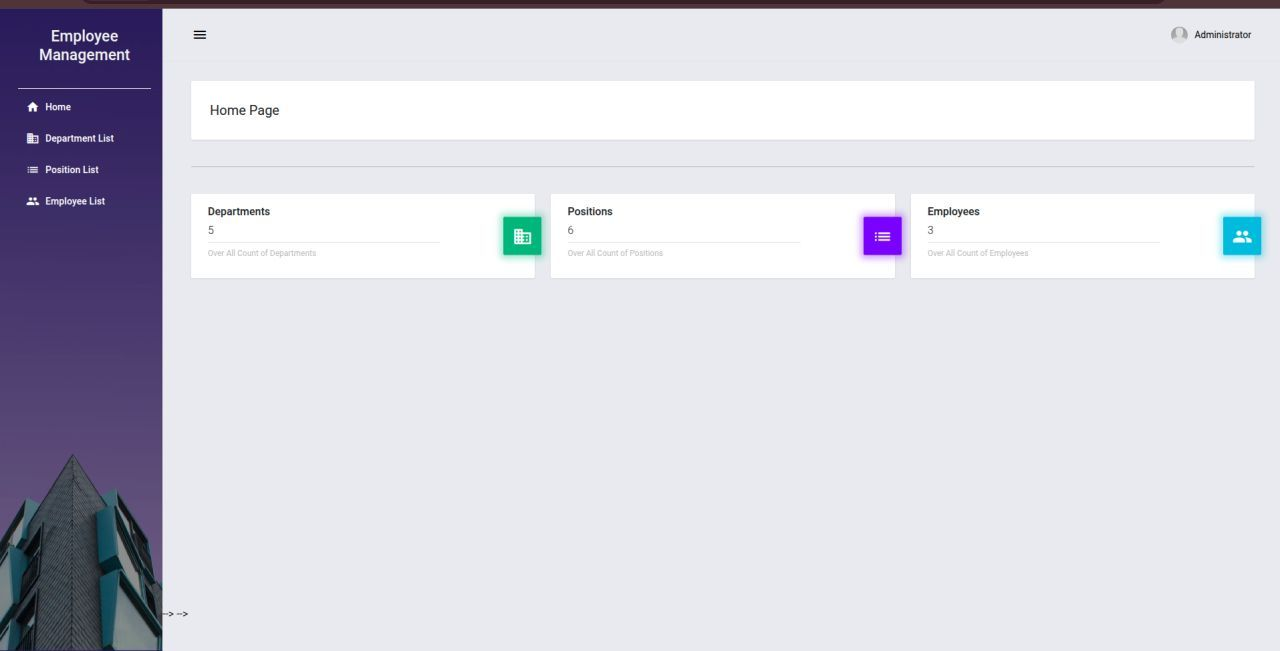 Employee
Management
Administrator
Home
Department List
Position List
Employee List
Home Page
Departments
5
Over All Count of Departments
Positions
6
Over All Count of Positions
Employees
3
Over All Count of Employees
--> -->